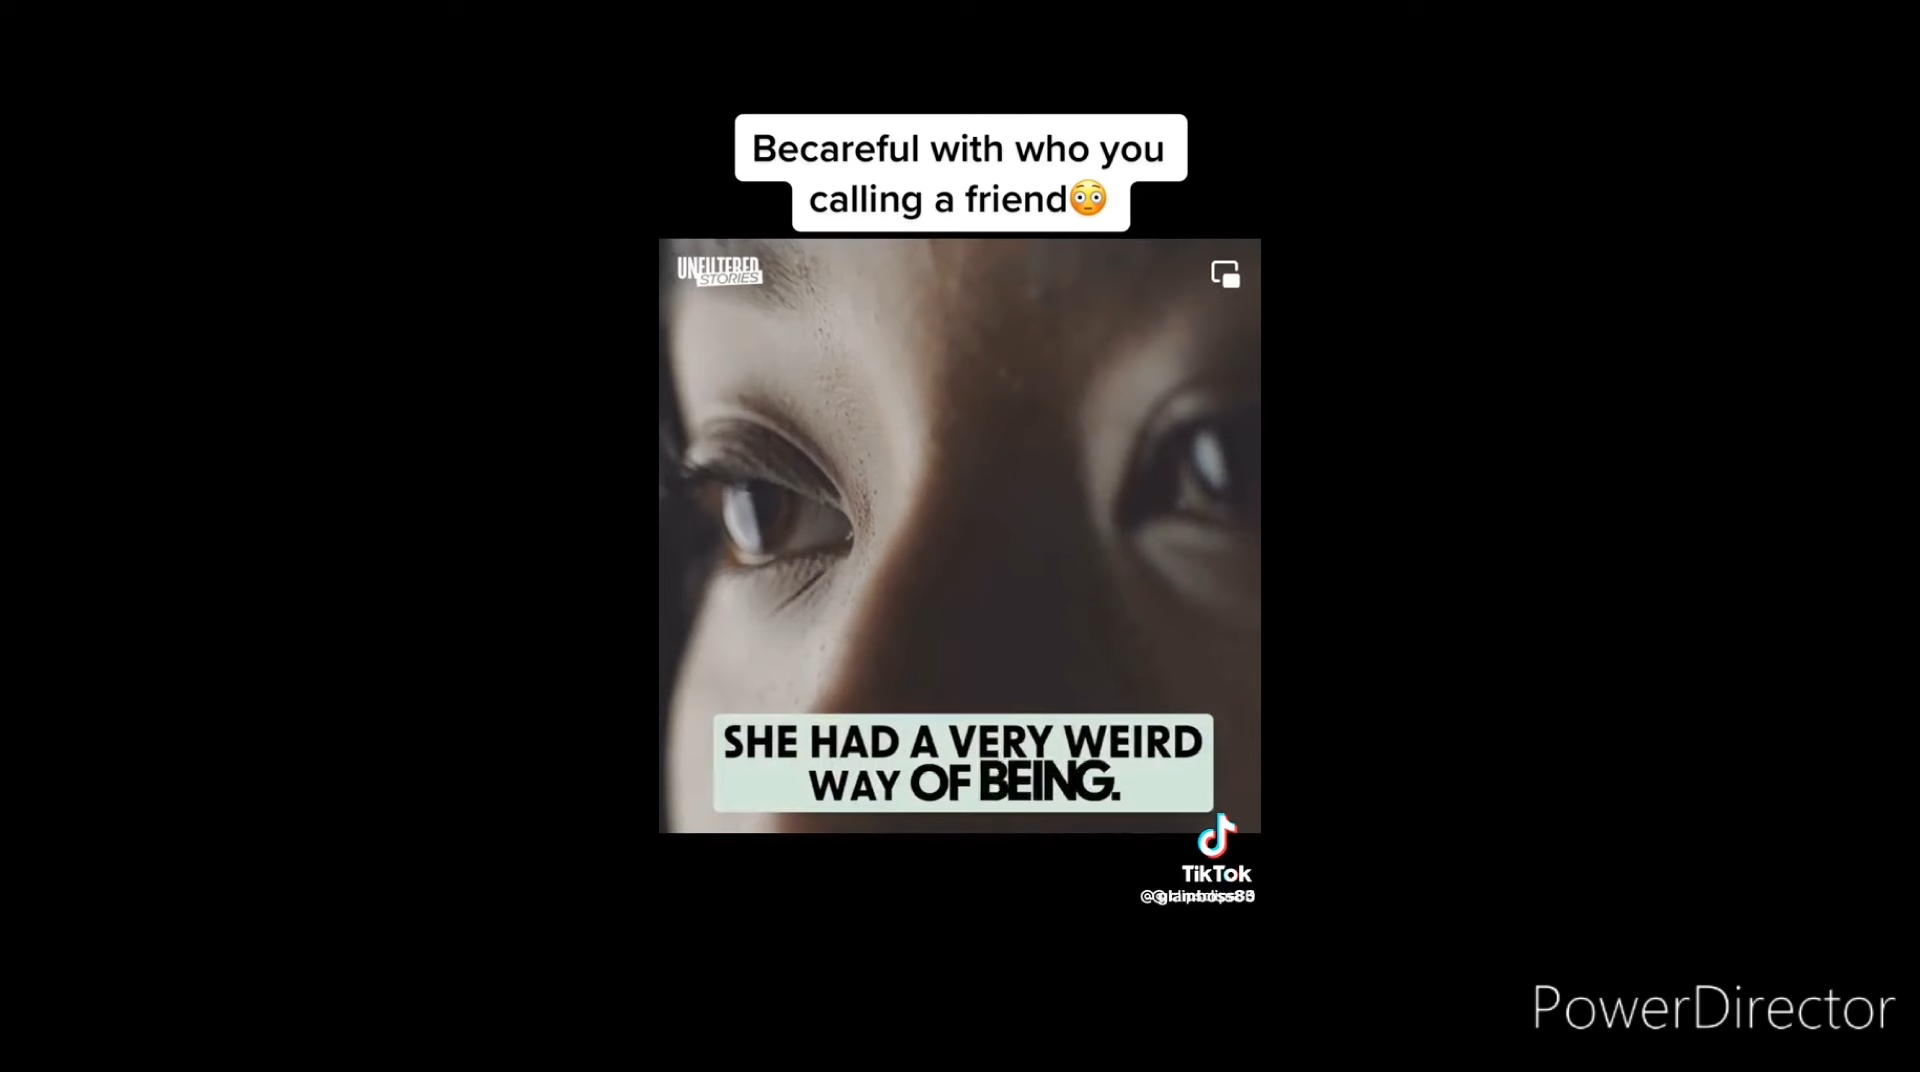 Becareful with who you
calling a friend😳
UNFILTERED
STORIES
SHE HAD A VERY WEIRD
WAY OF BEING.
TikTok
PowerDirector